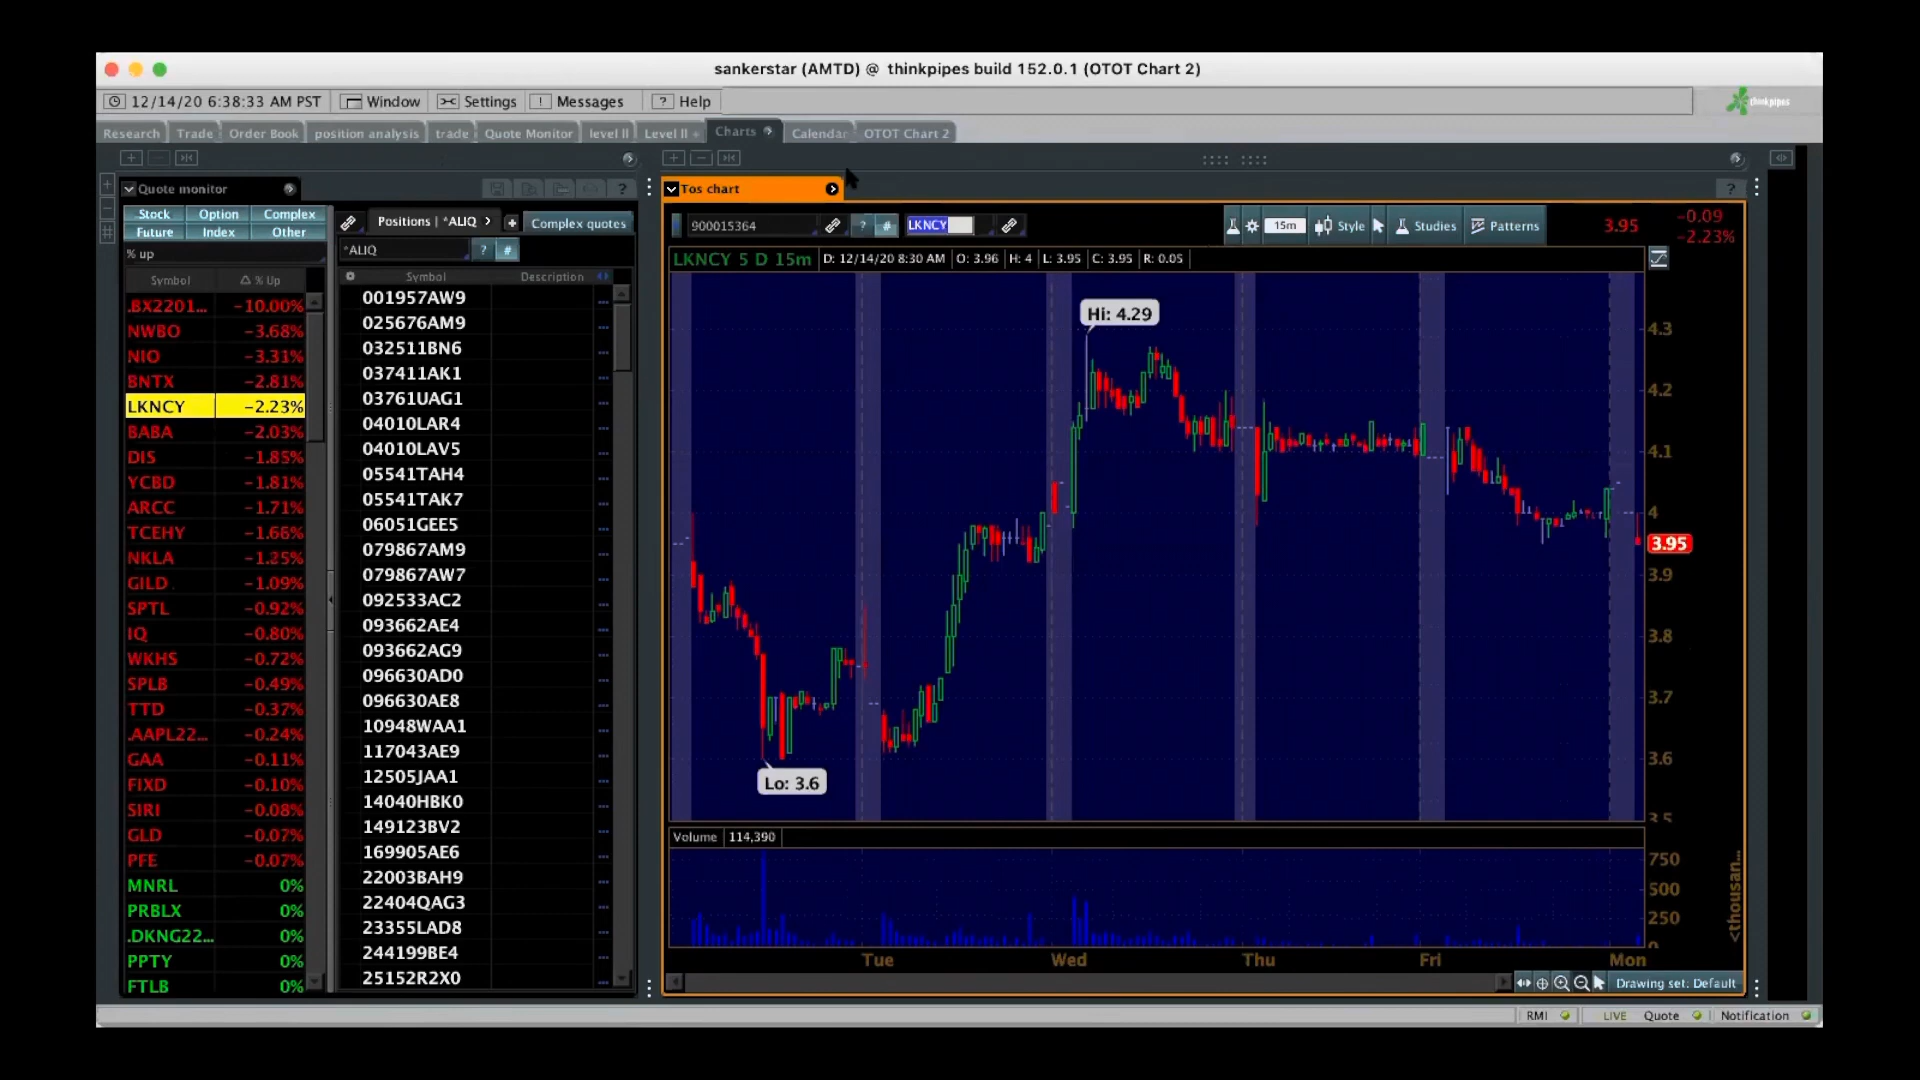 sankerstar (AMTD) @ thinkpipes build 152.0.1 (OTOT Chart 2)
12/14/20 6:38:33 AM PST Window Settings ! Messages ? Help
thinkpipes
Research Trade Order Book position analysis trade Quote Monitor level II Level II Charts Calendar OTOT Chart 2
Quote monitor ?
Stock Option Complex
Future Index Other
% up
Symbol % Up
.BX2201... -10.00%
NWBO -3.68%
NIO -3.31%
BNTX -2.81%
LKNCY -2.23%
BABA -2.03%
DIS -1.85%
YCBD -1.81%
ARCC -1.71%
TCEHY -1.66%
NKLA -1.25%
GILD -1.09%
SPTL -0.92%
IQ -0.80%
WKHS -0.72%
SPLB -0.49%
TTD -0.37%
.AAPL22... -0.24%
GAA -0.11%
FIXD -0.10%
SIRI -0.08%
GLD -0.07%
PFE -0.07%
MNRL 0%
PRBLX 0%
.DKNG22... 0%
PPTY 0%
FTLB 0%
Positions | *ALIQ > + Complex quotes
*ALIQ ? #
Symbol Description
001957AW9 ...
025676AM9 ...
032511BN6 ...
037411AK1 ...
03761UAG1 ...
04010LAR4 ...
04010LAV5 ...
05541TAH4 ...
05541TAK7 ...
06051GEE5 ...
079867AM9 ...
079867AW7 ...
092533AC2 ...
093662AE4 ...
093662AG9 ...
096630AD0 ...
096630AE8 ...
10948WAA1 ...
117043AE9 ...
12505JAA1 ...
14040HBK0 ...
149123BV2 ...
169905AE6 ...
22003BAH9 ...
22404QAG3 ...
23355LAD8 ...
244199BE4 ...
25152R2X0 ...
Tos chart ?
900015364 ? # LKNCY 15m Style Studies Patterns 3.95 -0.09
-2.23%
LKNCY 5 D 15m D: 12/14/20 8:30 AM O: 3.96 H: 4 L: 3.95 C: 3.95 R: 0.05
Hi: 4.29
Lo: 3.6
4.3
4.2
4.1
4
3.95
3.9
3.8
3.7
3.6
3.5
Volume 114,390
750
500
250
0
<thousan...
Tue Wed Thu Fri Mon
Drawing set: Default
RMI LIVE Quote Notification